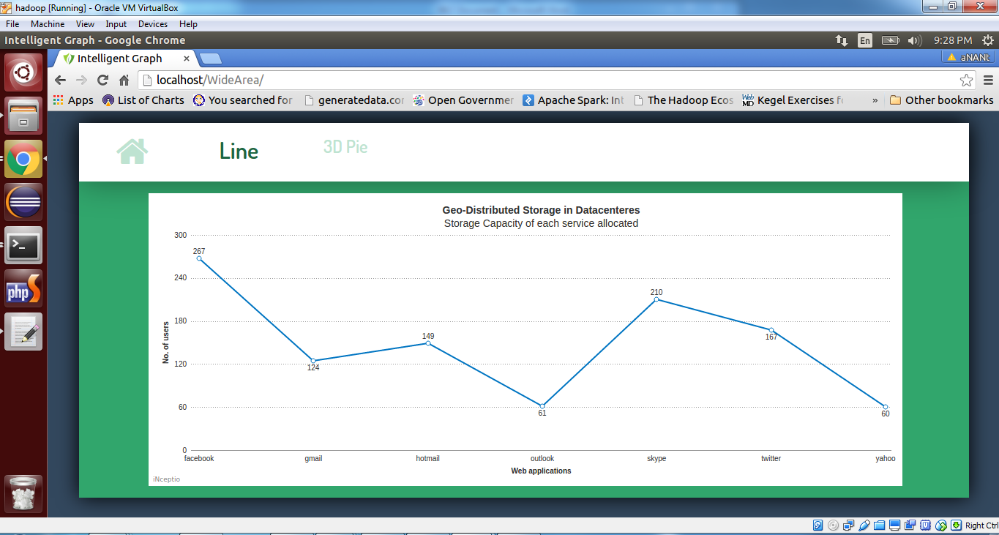 hadoop [Running] - Oracle VM VirtualBox
File Machine View Input Devices Help
Intelligent Graph - Google Chrome
En 9:28 PM
Intelligent Graph
aNANt
localhost/WideArea/
Apps List of Charts You searched for generatedata.cor Open Governmer Apache Spark: Int The Hadoop Ecos Web MD Kegel Exercises fo » Other bookmarks
Line 3D Pie
Geo-Distributed Storage in Datacenteres
Storage Capacity of each service allocated
300
267
240
210
180
167
149
No. of users
124
120
60
61
60
0
facebook gmail hotmail outlook skype twitter yahoo
Web applications
iNceptio
php S
Right Ctrl